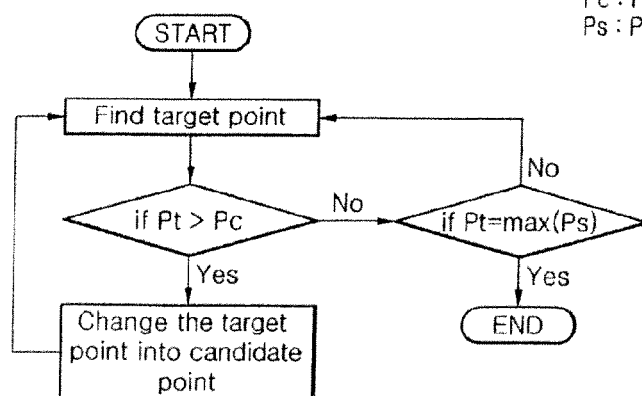 Ps : P
START
Find target point
No
if Pt > Pc
No
if Pt=max(Ps)
Yes
Yes
Change the target
point into candidate
point
END